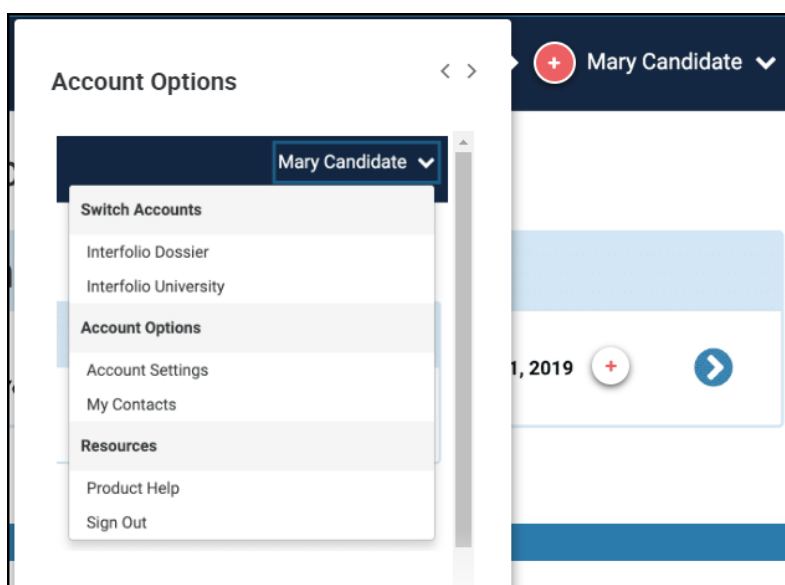 Account Options
Mary Candidate
Mary Candidate
Switch Accounts
Interfolio Dossier
Interfolio University
Account Options
Account Settings
My Contacts
Resources
Product Help
Sign Out
1, 2019